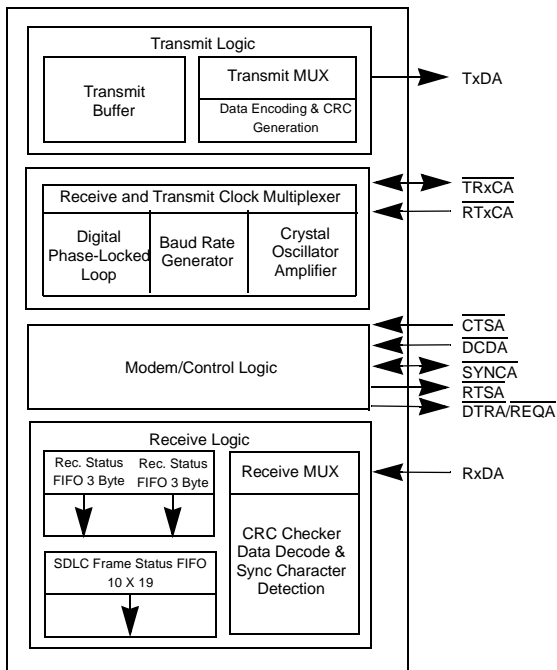 Transmit Logic
Transmit
Buffer
Transmit MUX
Data Encoding & CRC
Generation
TxDA
Receive and Transmit Clock Multiplexer
Digital
Phase-Locked
Loop
Baud Rate
Generator
Crystal
Oscillator
Amplifier
TRxCA
RTxCA
Modem/Control Logic
CTSA
DCDA
SYNCA
RTSA
DTRA/REQA
Receive Logic
Rec. Status
FIFO 3 Byte
Rec. Status
FIFO 3 Byte
SDLC Frame Status FIFO
10 X 19
Receive MUX
CRC Checker
Data Decode &
Sync Character
Detection
RxDA